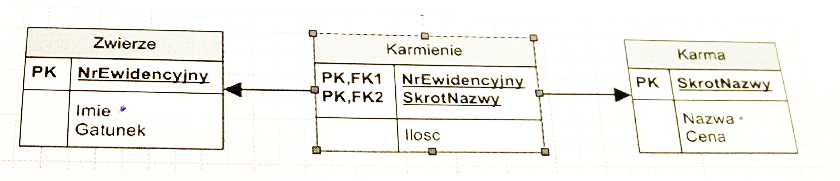 Zwierze
PK NrEwidencyjny
Imie
Gatunek
Karmienie
PK,FK1 NrEwidencyjny
PK,FK2 SkrotNazwy
Ilosc
Karma
PK SkrotNazwy
Nazwa
Cena